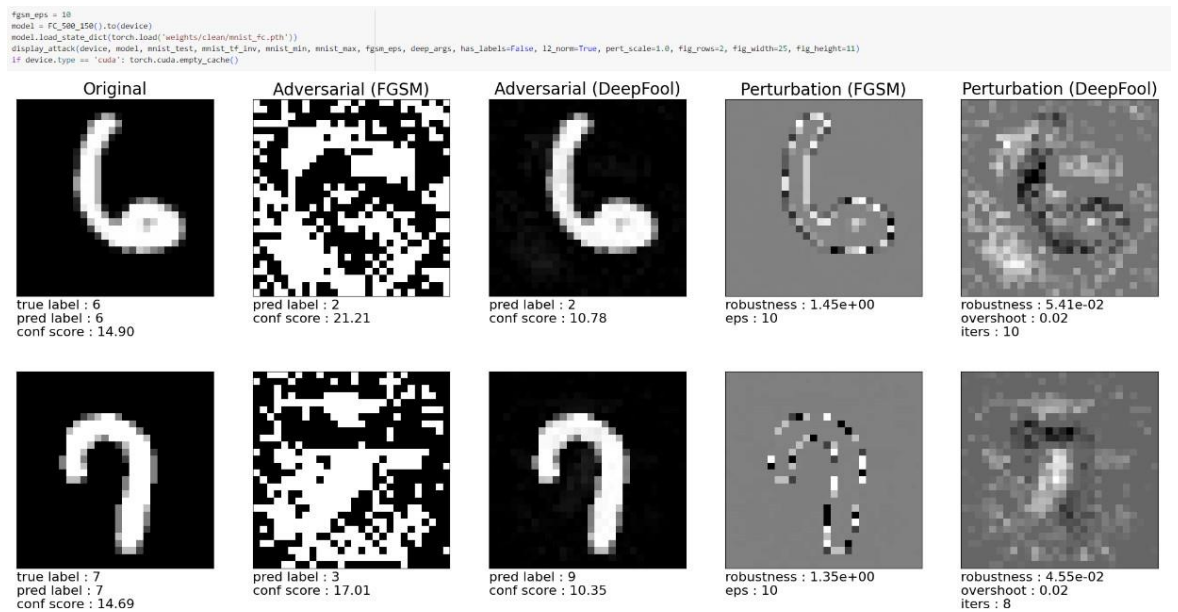 fgsm_eps = 10
model = FC_500_150().to(device)
model.load_state_dict(torch.load('weights/clean/mnist_fc.pth'))
display_attack(device, model, mnist_test, mnist_tf_inv, mnist_min, mnist_max, fgsm_eps, deep_args, has_labels=False, l2_norm=True, pert_scale=1.0, fig_rows=2, fig_width=25, fig_height=11)
if device.type == 'cuda': torch.cuda.empty_cache()
Original
Adversarial (FGSM)
Adversarial (DeepFool)
Perturbation (FGSM)
Perturbation (DeepFool)
true label : 6
pred label : 6
conf score : 14.90
pred label : 2
conf score : 21.21
pred label : 2
conf score : 10.78
robustness : 1.45e+00
eps : 10
robustness : 5.41e-02
overshoot : 0.02
iters : 10
true label : 7
pred label : 7
conf score : 14.69
pred label : 3
conf score : 17.01
pred label : 9
conf score : 10.35
robustness : 1.35e+00
eps : 10
robustness : 4.55e-02
overshoot : 0.02
iters : 8